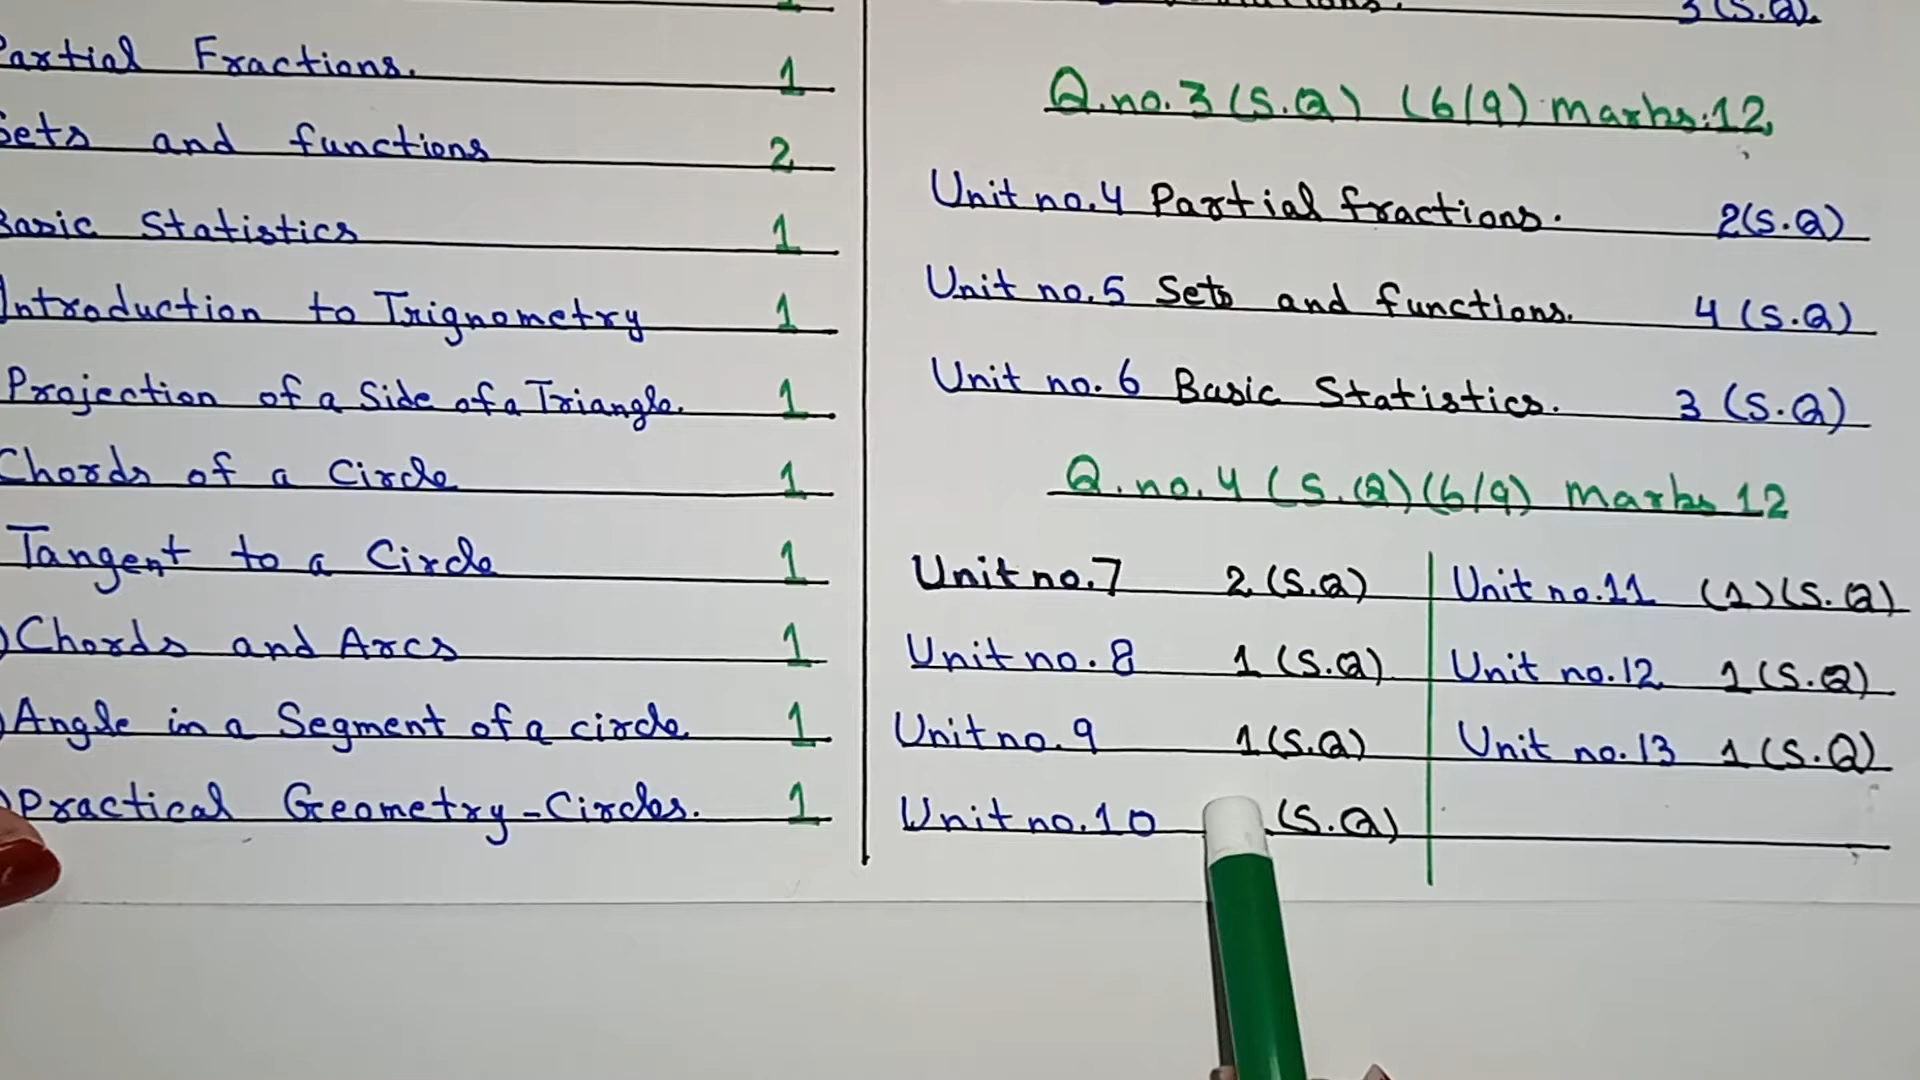 1
Partial Fractions. 1
Sets and functions 2
Basic Statistics 1
Introduction to Trignometry 1
Projection of a Side of a Triangle. 1
Chords of a Circle 1
Tangent to a Circle 1
)Chords and Arcs 1
)Angle in a Segment of a circle 1
)Practical Geometry-Circles. 1
3 (S.Q).
Q.no.3 (S.Q) (6/9) Marks:12
Unit no.4 Partial fractions. 2(S.Q)
Unit no.5 Sets and functions. 4 (S.Q)
Unit no.6 Basic Statistics. 3 (S.Q)
Q.no.4 (S.Q)(6/9) Marks 12
Unit no.7 2 (S.Q) Unit no.11 (1)(S.Q)
Unit no.8 1 (S.Q) Unit no.12 1(S.Q)
Unit no.9 1(S.Q) Unit no.13 1(S.Q)
Unit no.10 (S.Q)